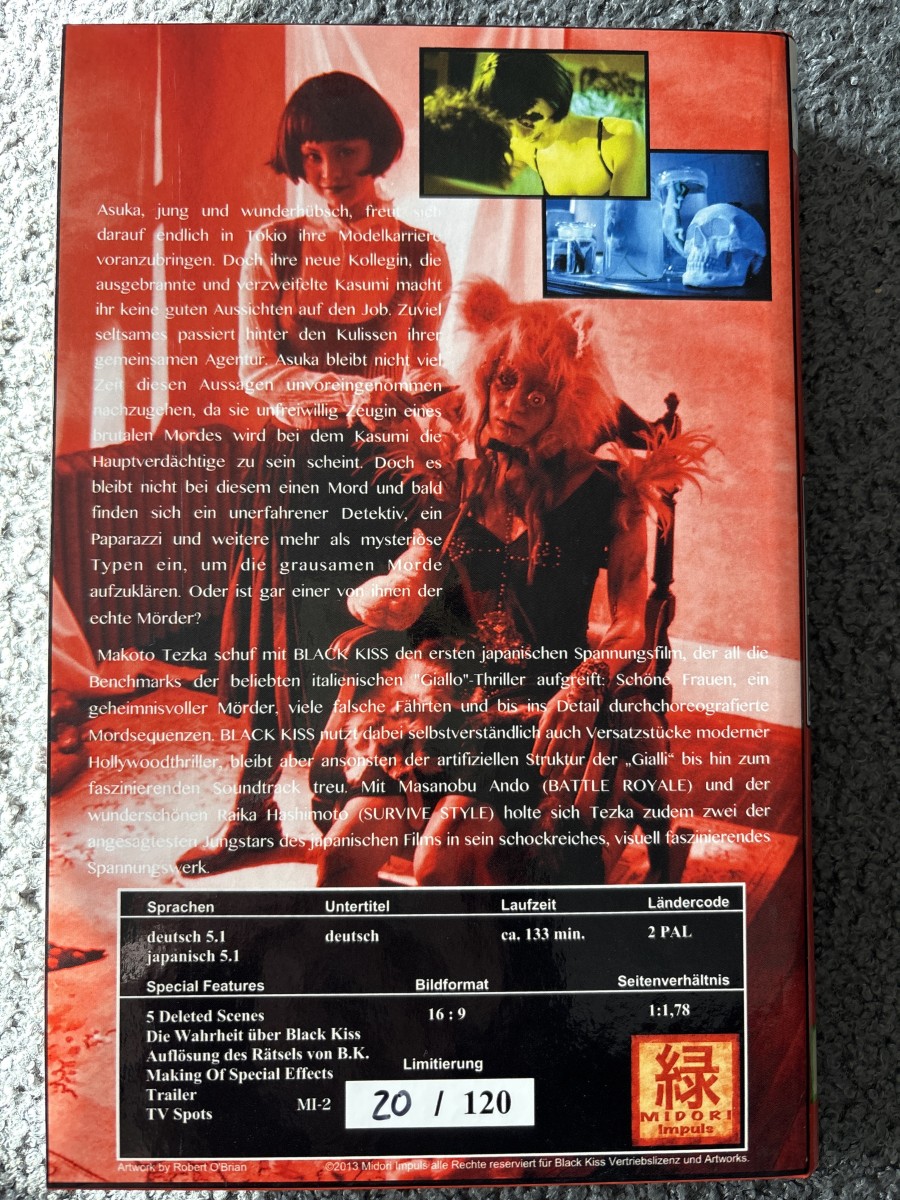 Asuka, jung und wunderhübsch, freut sich
darauf endlich in Tokio ihre Modelkarriere
voranzubringen. Doch ihre neue Kollegin, die
ausgebrannte und verzweifelte Kasumi macht
ihr keine guten Aussichten auf den Job. Zuviel
seltsames passiert hinter den Kulissen ihrer
gemeinsamen Agentur. Asuka bleibt nicht viel
Zeit diesen Aussagen unvoreingenommen
nachzugehen, da sie unfreiwillig Zeugin eines
brutalen Mordes wird bei dem Kasumi die
Hauptverdächtige zu sein scheint. Doch es
bleibt nicht bei diesem einen Mord und bald
finden sich ein unerfahrener Detektiv, ein
Paparazzi und weitere mehr als mysteriöse
Typen ein, um die grausamen Morde
aufzuklären. Oder ist gar einer von ihnen der
echte Mörder?
Makoto Tezka schuf mit BLACK KISS den ersten japanischen Spannungsfilm, der all die
Benchmarks der beliebten italienischen "Giallo"-Thriller aufgreift: Schöne Frauen, ein
geheimnisvoller Mörder, viele falsche Fährten und bis ins Detail durchchoreografierte
Mordsequenzen. BLACK KISS nutzt dabei selbstverständlich auch Versatzstücke moderner
Hollywoodthriller, bleibt aber ansonsten der artifiziellen Struktur der „Gialli“ bis hin zum
faszinierenden Soundtrack treu. Mit Masanobu Ando (BATTLE ROYALE) und der
wunderschönen Raika Hashimoto (SURVIVE STYLE) holte sich Tezka zudem zwei der
angesagtesten Jungstars des japanischen Films in sein schockreiches, visuell faszinierendes
Spannungswerk.
Sprachen Untertitel Laufzeit Ländercode
deutsch 5.1 deutsch ca. 133 min. 2 PAL
japanisch 5.1
Special Features Bildformat Seitenverhältnis
5 Deleted Scenes 16 : 9 1:1,78
Die Wahrheit über Black Kiss
Auflösung des Rätsels von B.K.
Making Of Special Effects Limitierung
Trailer
TV Spots MI-2 20 / 120
緑
MIDORI
Impuls
Artwork by Robert O'Brian ©2013 Midori Impuls alle Rechte reserviert für Black Kiss Vertriebslizenz und Artworks.